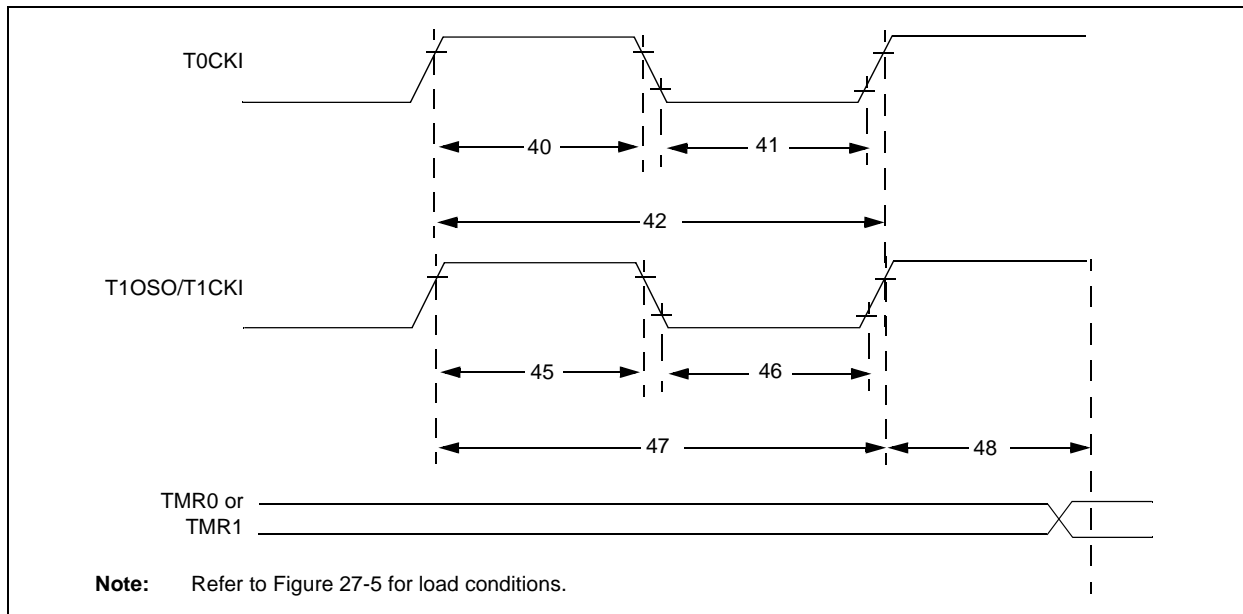 T0CKI
40
41
42
T1OSO/T1CKI
45
46
47
48
TMR0 or
TMR1
Note: Refer to Figure 27-5 for load conditions.